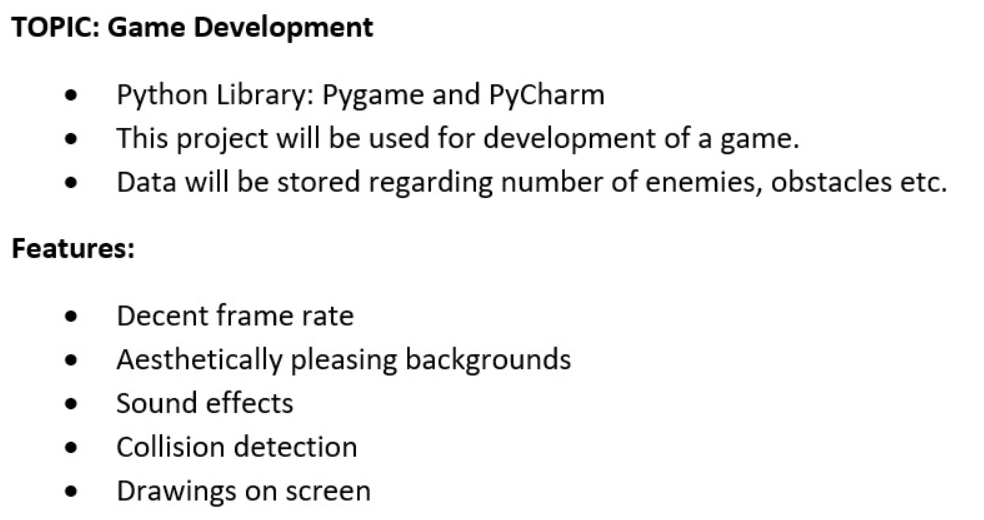 TOPIC: Game Development
• Python Library: Pygame and PyCharm
• This project will be used for development of a game.
• Data will be stored regarding number of enemies, obstacles etc.
Features:
• Decent frame rate
• Aesthetically pleasing backgrounds
• Sound effects
• Collision detection
• Drawings on screen